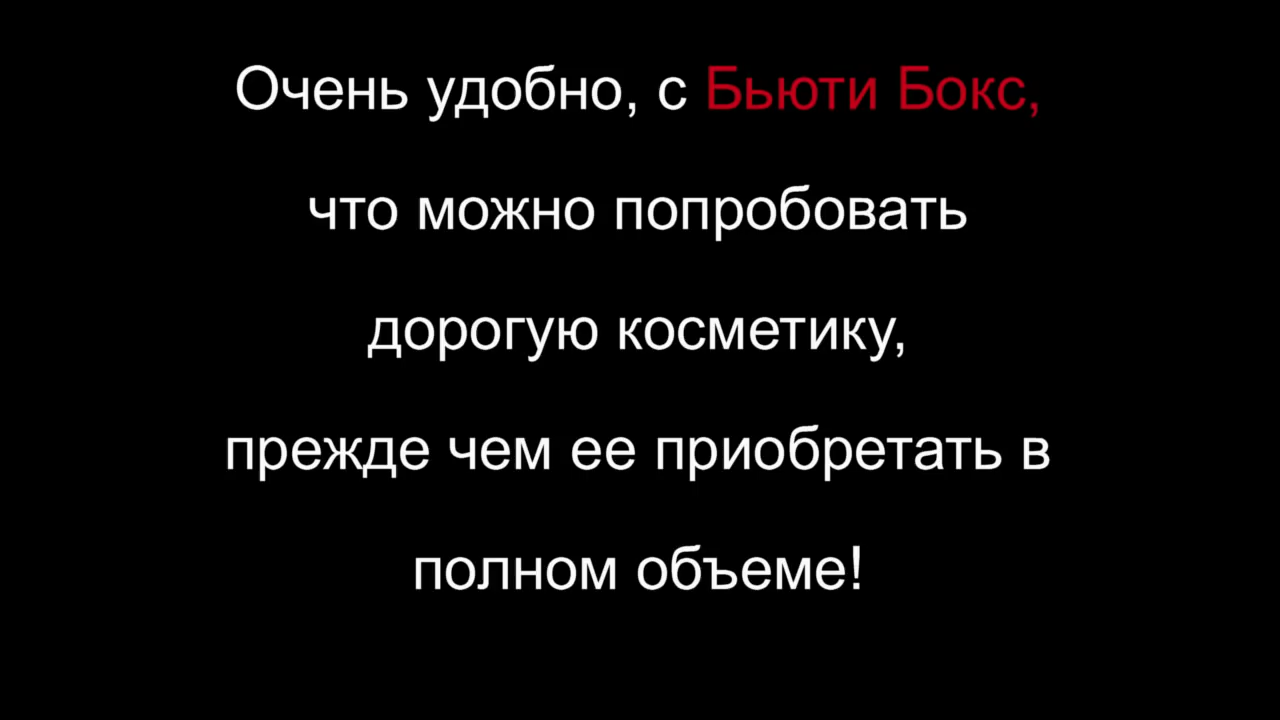 Очень удобно, с Бьюти Бокс,
что можно попробовать
дорогую косметику,
прежде чем ее приобретать в
полном объеме!